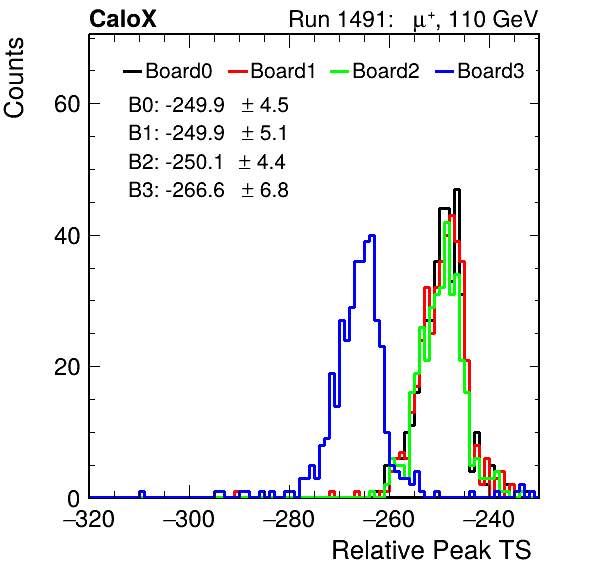 CaloX Run 1491: μ⁺, 110 GeV
Counts
Board0 Board1 Board2 Board3
B0: -249.9 ± 4.5
B1: -249.9 ± 5.1
B2: -250.1 ± 4.4
B3: -266.6 ± 6.8
60
40
20
0
−320 −300 −280 −260 −240
Relative Peak TS